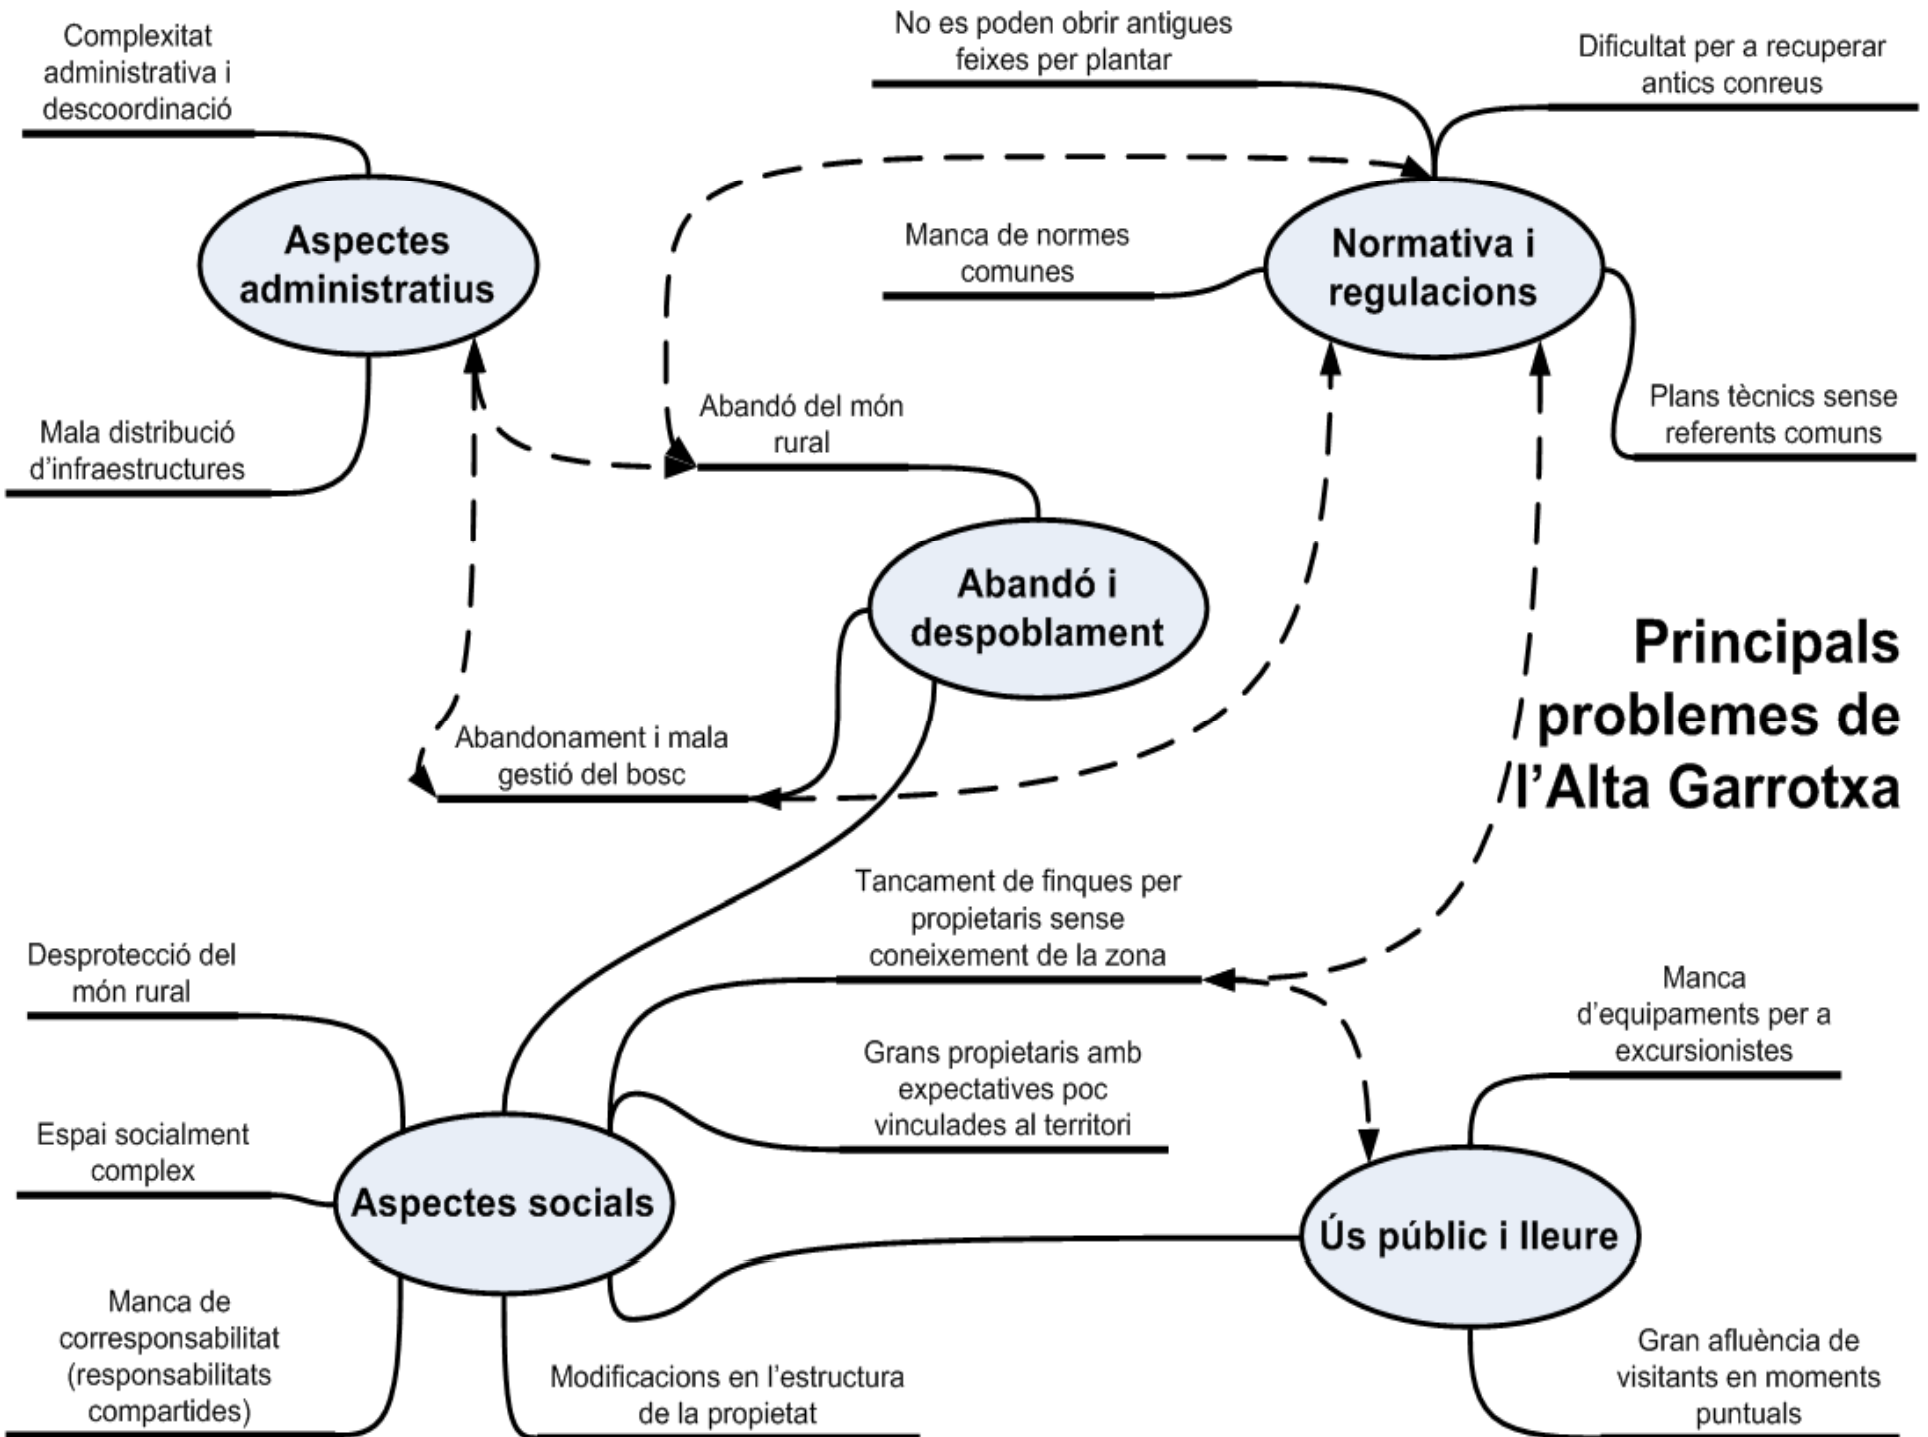 Complexitat
administrativa i
descoordinació
No es poden obrir antigues
feixes per plantar
Dificultat per a recuperar
antics conreus
Aspectes
administratius
Manca de normes
comunes
Normativa i
regulacions
Mala distribució
d'infraestructures
Abandó del món
rural
Plans tècnics sense
referents comuns
Abandó i
despoblament
Principals
problemes de
l'Alta Garrotxa
Abandonament i mala
gestió del bosc
Tancament de finques per
propietaris sense
coneixement de la zona
Desprotecció del
món rural
Manca
d'equipaments per a
excursionistes
Grans propietaris amb
expectatives poc
vinculades al territori
Espai socialment
complex
Aspectes socials
Ús públic i lleure
Manca de
corresponsabilitat
(responsabilitats
compartides)
Modificacions en l'estructura
de la propietat
Gran afluència de
visitants en moments
puntuals